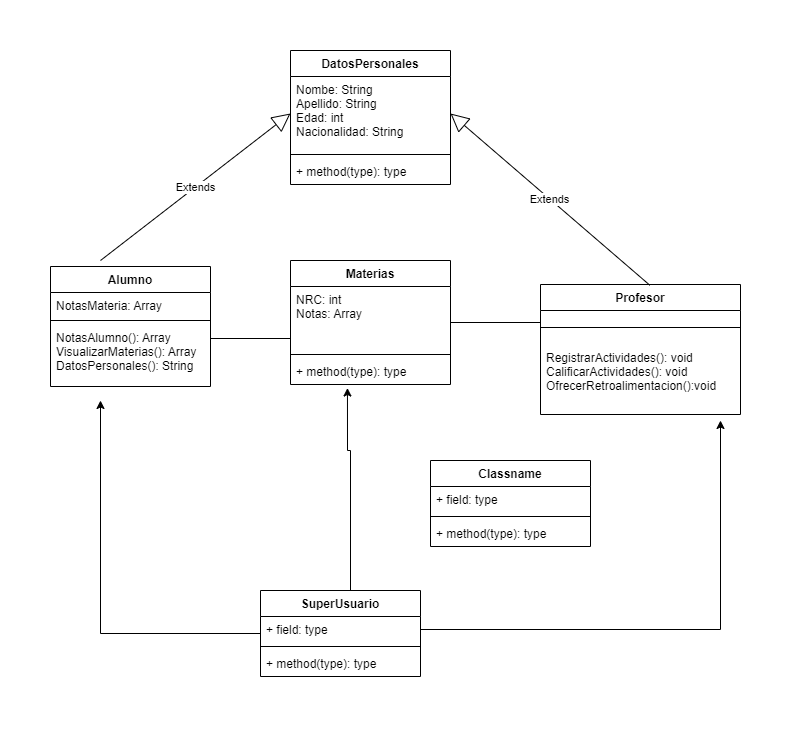 DatosPersonales
Nombe: String
Apellido: String
Edad: int
Nacionalidad: String
+ method(type): type
Extends
Extends
Alumno
NotasMateria: Array
NotasAlumno(): Array
VisualizarMaterias(): Array
DatosPersonales(): String
Materias
NRC: int
Notas: Array
+ method(type): type
Profesor
RegistrarActividades(): void
CalificarActividades(): void
OfrecerRetroalimentacion():void
Classname
+ field: type
+ method(type): type
SuperUsuario
+ field: type
+ method(type): type